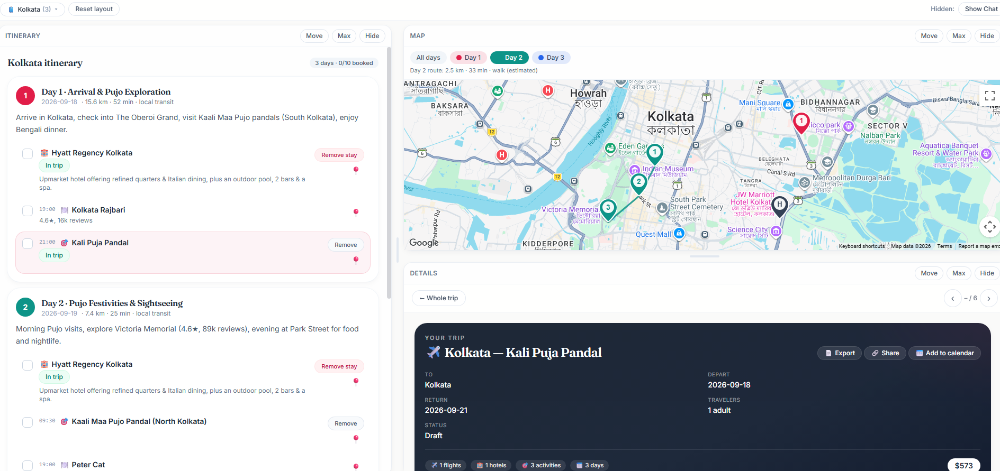 Kolkata (3)
Reset layout
Hidden:
Show Chat
ITINERARY
Move
Max
Hide
Kolkata itinerary
3 days · 0/10 booked
1
Day 1 · Arrival & Pujo Exploration
2026-09-18 · 15.6 km · 52 min · local transit
Arrive in Kolkata, check into The Oberoi Grand, visit Kaali Maa Pujo pandals (South Kolkata), enjoy
Bengali dinner.
Hyatt Regency Kolkata
Remove stay
In trip
Upmarket hotel offering refined quarters & Italian dining, plus an outdoor pool, 2 bars & a
spa.
19:00 Kolkata Rajbari
4.6★, 16k reviews
21:00 Kali Puja Pandal
Remove
In trip
2
Day 2 · Pujo Festivities & Sightseeing
2026-09-19 · 7.4 km · 25 min · local transit
Morning Pujo visits, explore Victoria Memorial (4.6★, 89k reviews), evening at Park Street for food
and nightlife.
Hyatt Regency Kolkata
Remove stay
In trip
Upmarket hotel offering refined quarters & Italian dining, plus an outdoor pool, 2 bars & a
spa.
09:30 Kaali Maa Pujo Pandal (North Kolkata)
Remove
19:00 Peter Cat
MAP
Move
Max
Hide
All days
Day 1
Day 2
Day 3
Day 2 route: 2.5 km · 33 min · walk (estimated)
ANTRAGACHI
সাঁতরাগাছি
(রবীন্দ্র সেতু)
Howrah
হাওড়া
BAKSARA
বাকসারা
Kolkata
কলকাতা
Hooghly River
Mani Square
মানি স্কয়ার
BIDHANNAGAR
বিধাননগর
Biswa Bangla Sara
icco park
নিক্কো পার্ক
SECTOR V
Nalban Park
নলবন উদ্যান
Aquatica Banquet
Resort & Water Park
Eden Gar
Indian Museum
BELEGHATA
বেলেঘাটা
Canal S Rd
Metropolitan Durga Bari
মেট্রোপলিটন
দুর্গাবাড়ি
TANGRA
ট্যাংরা
JW Marriott
Hotel Kolkat
South Park
Street Cemetery
সাউথ পার্ক
স্ট্রিট গোরস্থান
Victoria Memorial
ভিক্টোরিয়া
মেমোরিয়াল
Quest Mall
Science City
সায়েন্স সিটি
KIDDERPORE
1
1
2
3
H
H
H
12
12
6
6
6
1
1
3
3
Google
Keyboard shortcuts
Map data ©2026
Terms
Report a map erro
DETAILS
Move
Max
Hide
← Whole trip
‹ – / 6 ›
YOUR TRIP
Kolkata — Kali Puja Pandal
Export
Share
Add to calendar
TO
Kolkata
DEPART
2026-09-18
RETURN
2026-09-21
TRAVELERS
1 adult
STATUS
Draft
1 flights
1 hotels
3 activities
3 days
$573